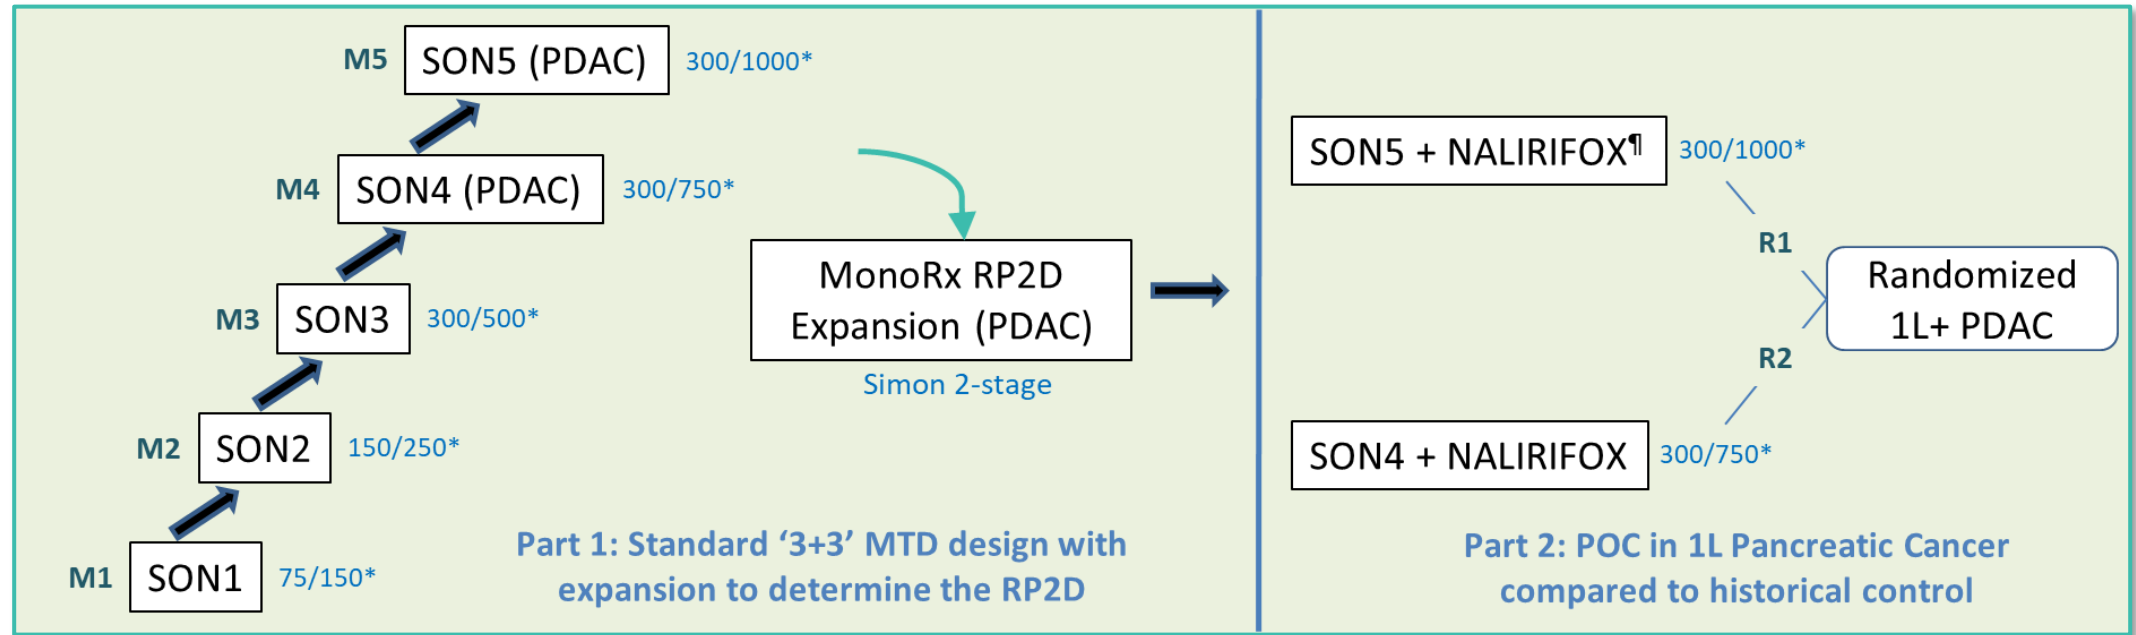 M5 SON5 (PDAC) 300/1000*
M4 SON4 (PDAC) 300/750*
M3 SON3 300/500*
M2 SON2 150/250*
M1 SON1 75/150*
MonoRx RP2D
Expansion (PDAC)
Simon 2-stage
Part 1: Standard ‘3+3’ MTD design with
expansion to determine the RP2D
SON5 + NALIRIFOX¶ 300/1000*
R1
Randomized
1L+ PDAC
R2
SON4 + NALIRIFOX 300/750*
Part 2: POC in 1L Pancreatic Cancer
compared to historical control